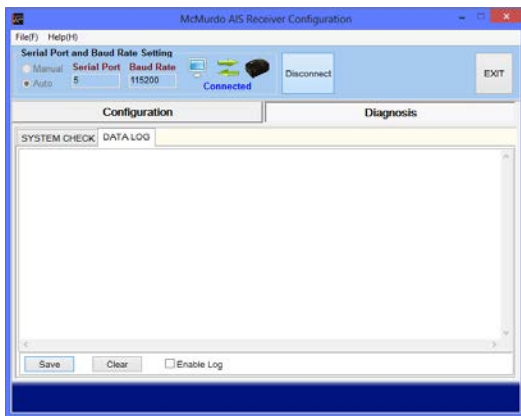 McMurdo AIS Receiver Configuration
File(F) Help(H)
Serial Port and Baud Rate Setting
Manual Serial Port Baud Rate
Auto 5 115200
Connected
Disconnect
EXIT
Configuration Diagnosis
SYSTEM CHECK DATA LOG
Save Clear Enable Log